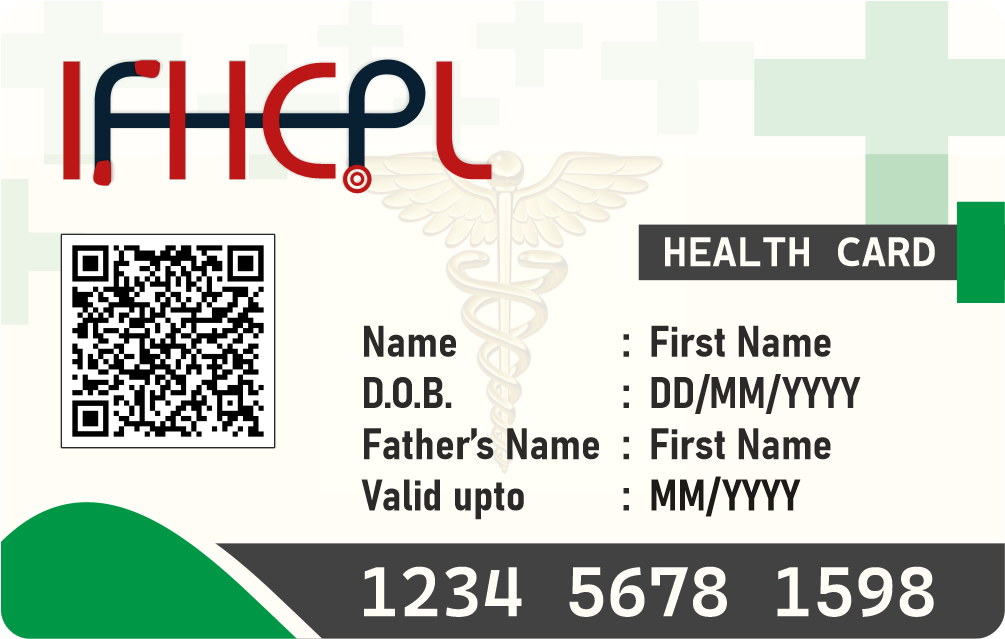 IFHCPL
HEALTH CARD
Name : First Name
D.O.B. : DD/MM/YYYY
Father's Name : First Name
Valid upto : MM/YYYY
1234 5678 1598